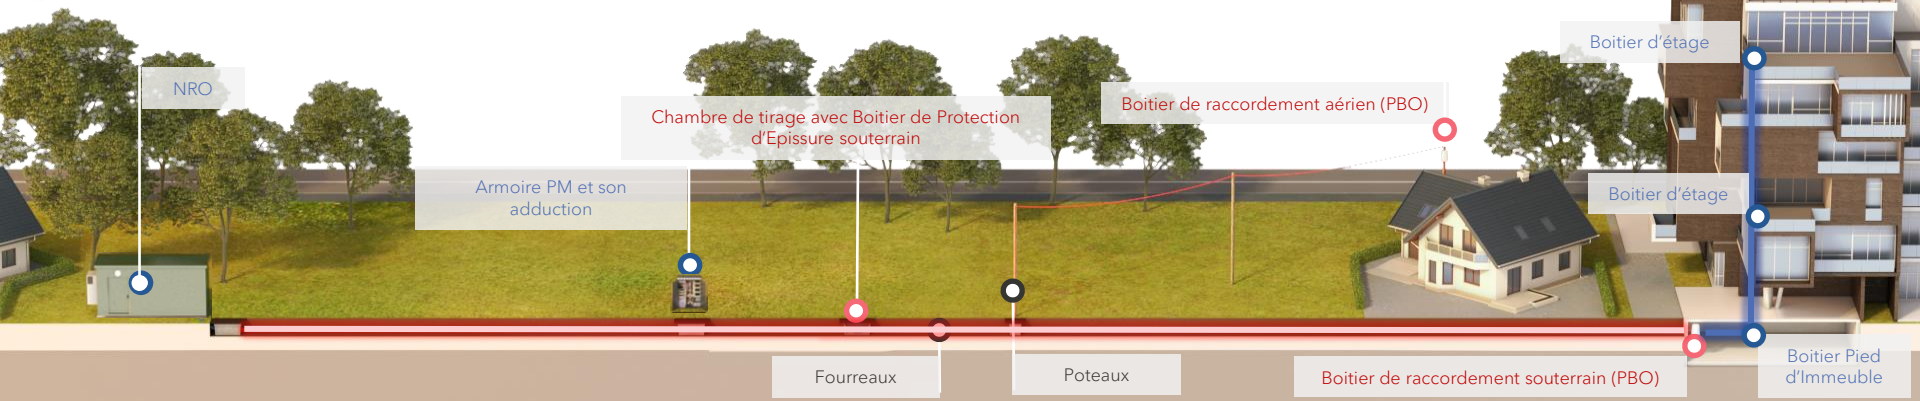 NRO
Armoire PM et son
adduction
Chambre de tirage avec Boitier de Protection
d’Epissure souterrain
Fourreaux
Poteaux
Boitier de raccordement aérien (PBO)
Boitier de raccordement souterrain (PBO)
Boitier d’étage
Boitier d’étage
Boitier Pied
d’Immeuble